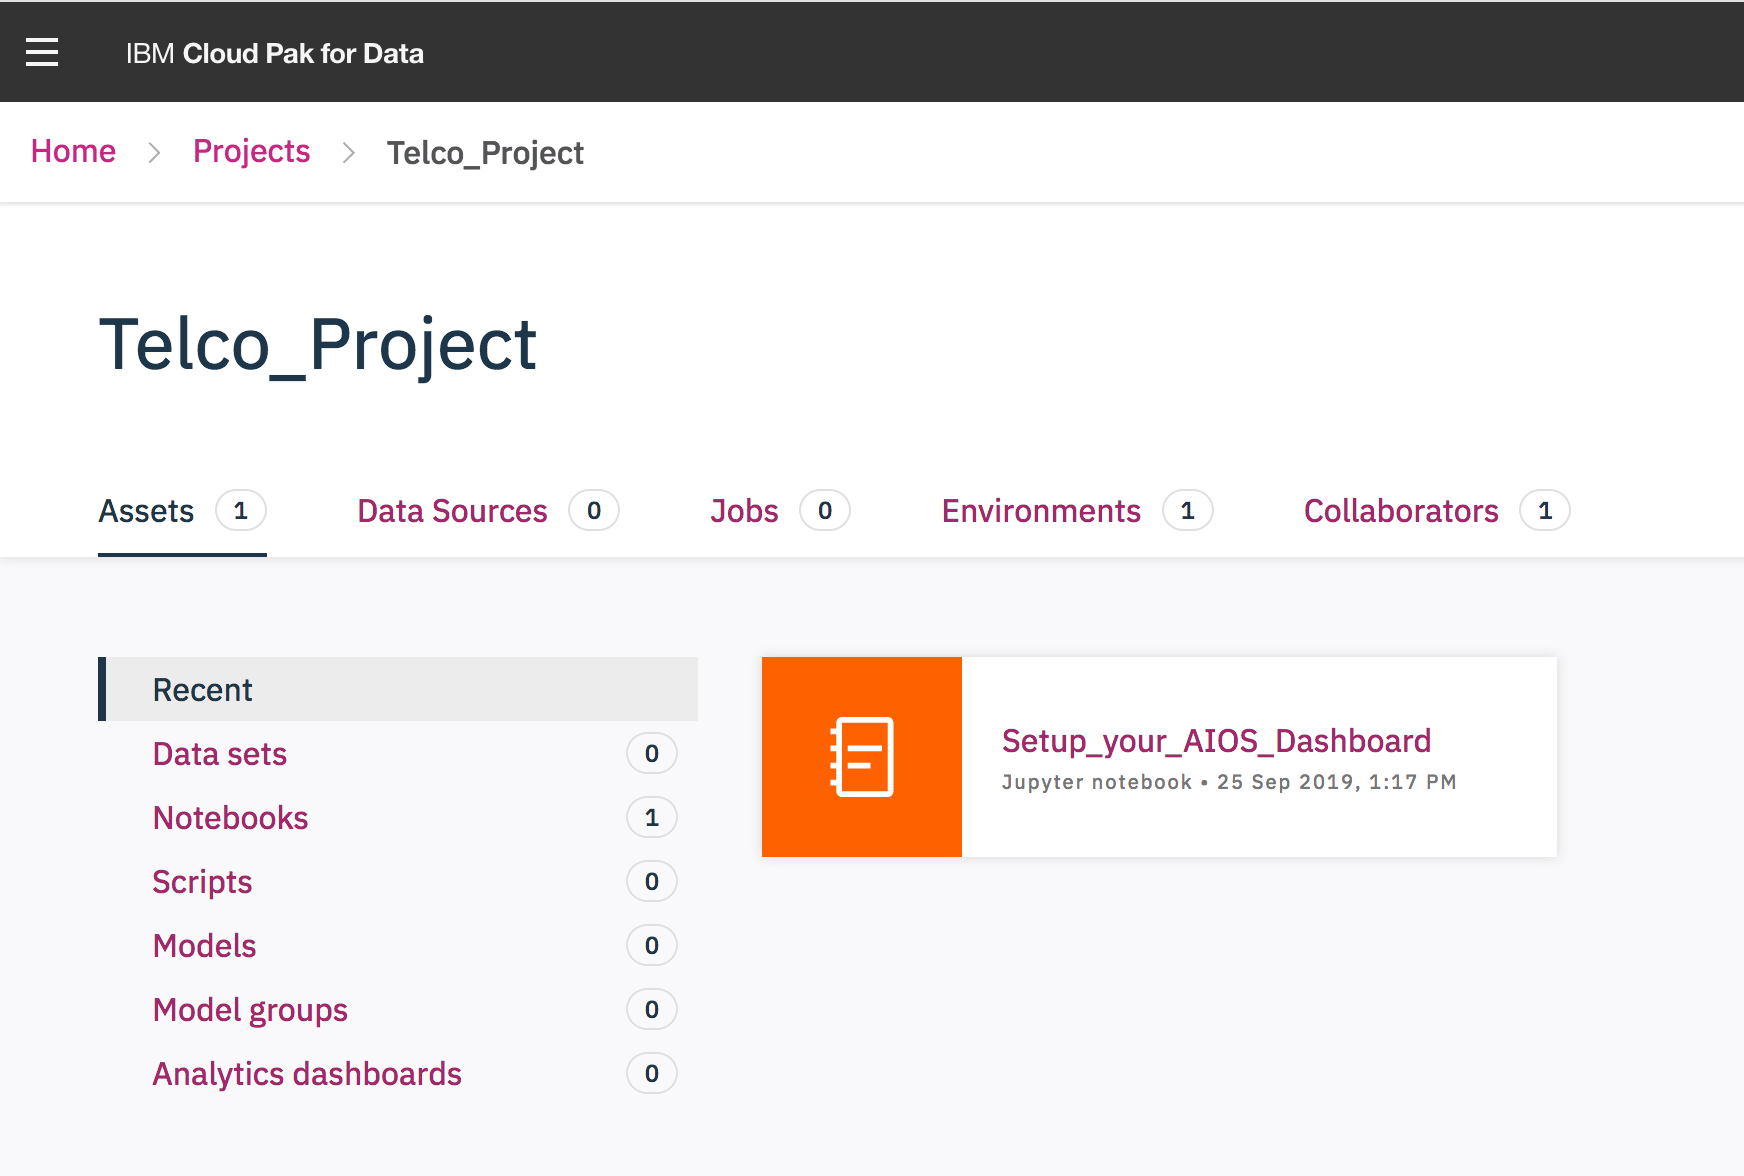 IBM Cloud Pak for Data
Home > Projects > Telco_Project
Telco_Project
Assets 1 Data Sources 0 Jobs 0 Environments 1 Collaborators 1
Recent
Data sets 0
Notebooks 1
Scripts 0
Models 0
Model groups 0
Analytics dashboards 0
Setup_your_AIOS_Dashboard
Jupyter notebook • 25 Sep 2019, 1:17 PM